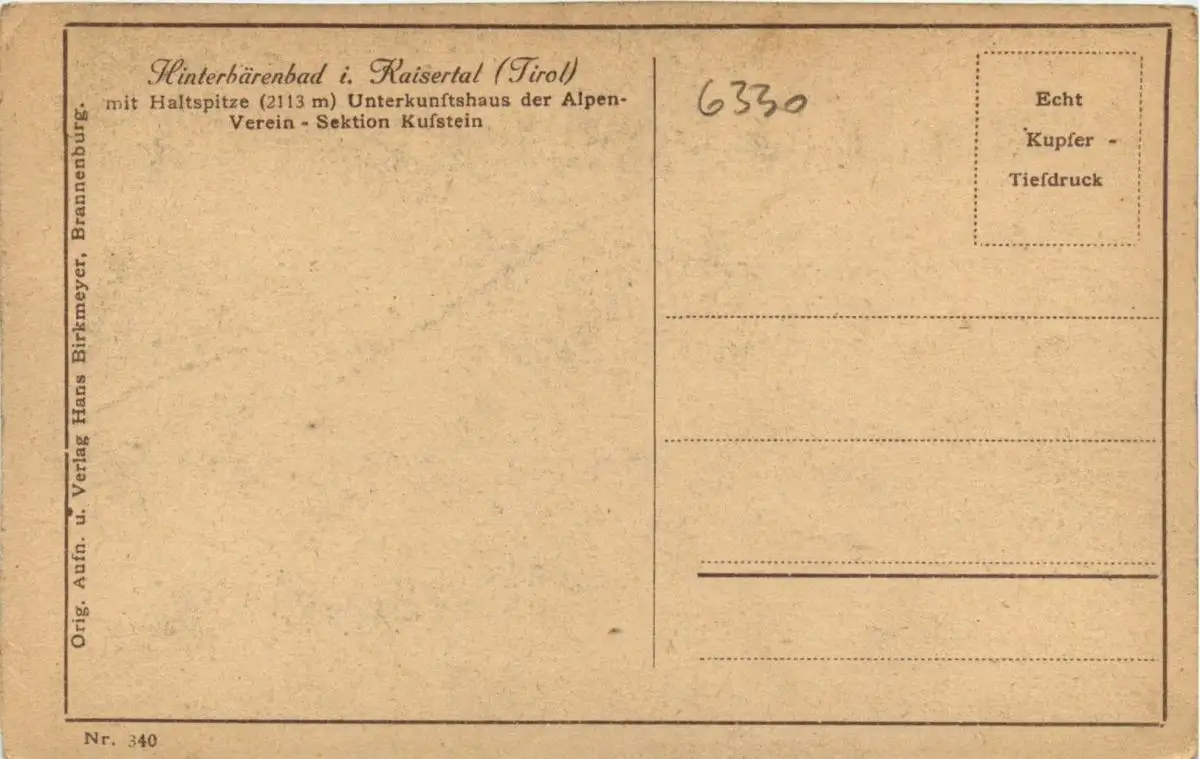 Hinterbärenbad i. Kaisertal (Tirol)
mit Haltspitze (2113 m) Unterkunftshaus der Alpen-
Verein - Sektion Kufstein
Orig. Aufn. u. Verlag Hans Birkmeyer, Brannenburg.
6330
Echt
Kupfer -
Tiefdruck
Nr. 340